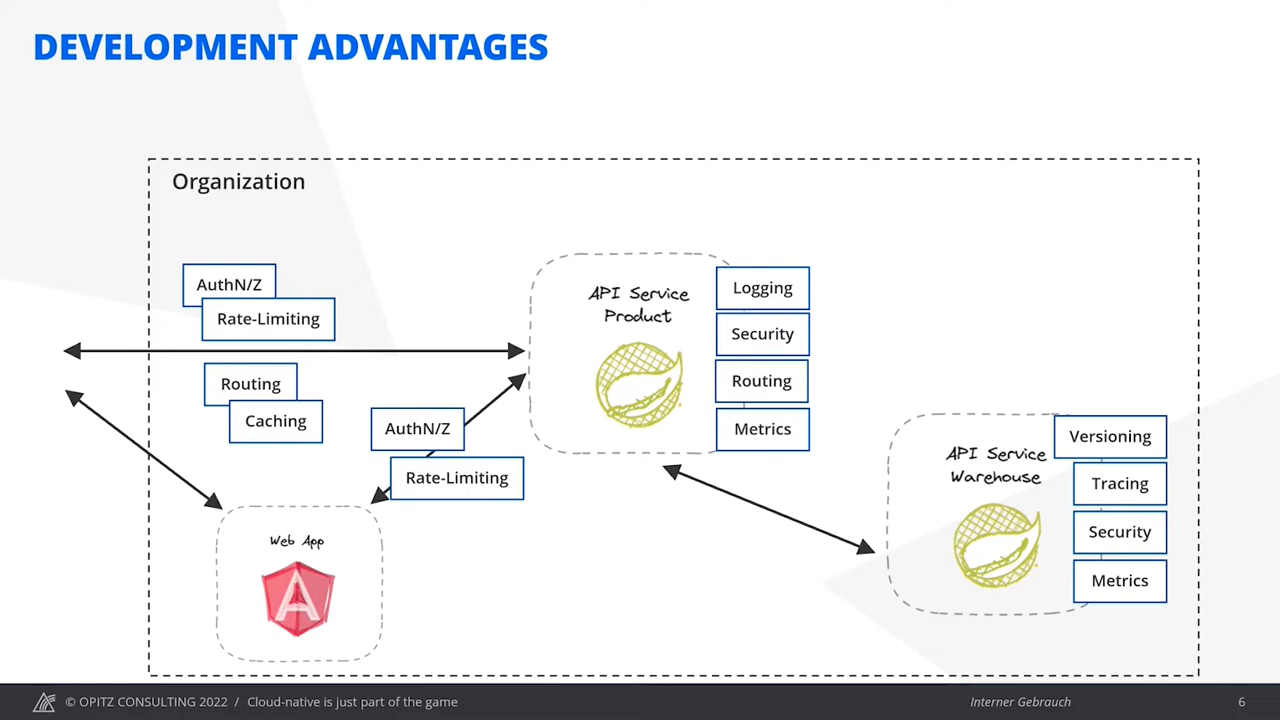 DEVELOPMENT ADVANTAGES
Organization
AuthN/Z
Rate-Limiting
Routing
Caching
AuthN/Z
Rate-Limiting
Web App
API Service
Product
Logging
Security
Routing
Metrics
API Service
Warehouse
Versioning
Tracing
Security
Metrics
© OPITZ CONSULTING 2022 / Cloud-native is just part of the game
Interner Gebrauch
6